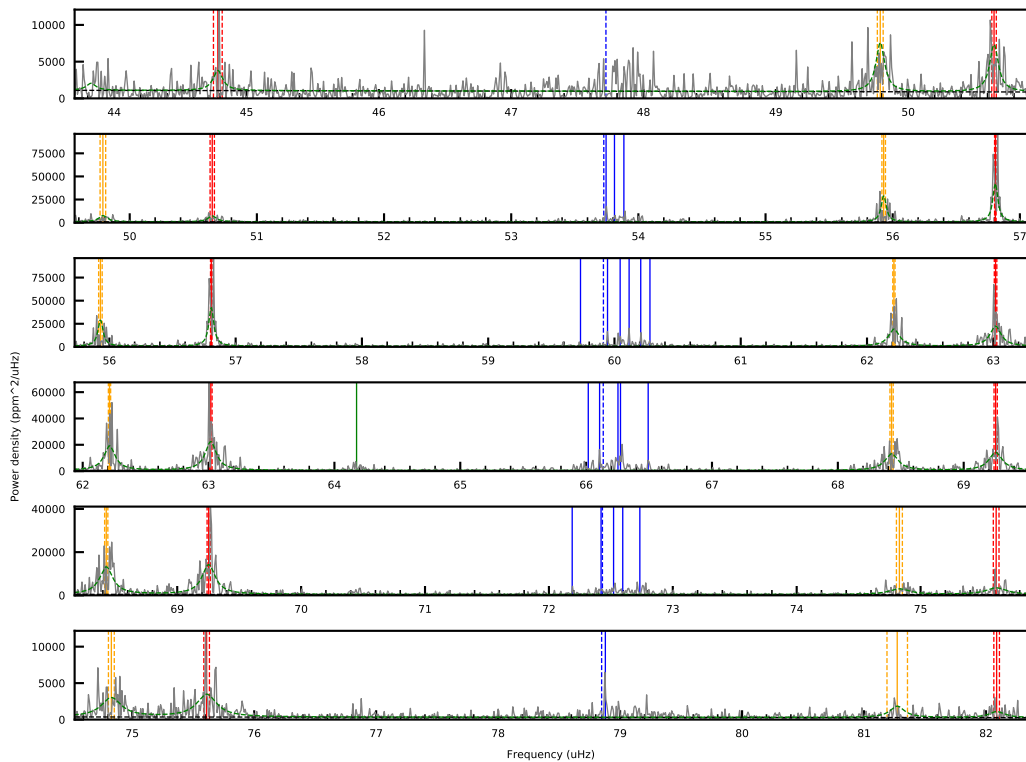 10000
5000
0
44 45 46 47 48 49 50
75000
50000
25000
0
50 51 52 53 54 55 56 57
75000
50000
25000
0
56 57 58 59 60 61 62 63
Power density (ppm^2/uHz)
60000
40000
20000
0
62 63 64 65 66 67 68 69
40000
20000
0
69 70 71 72 73 74 75
10000
5000
0
75 76 77 78 79 80 81 82
Frequency (uHz)